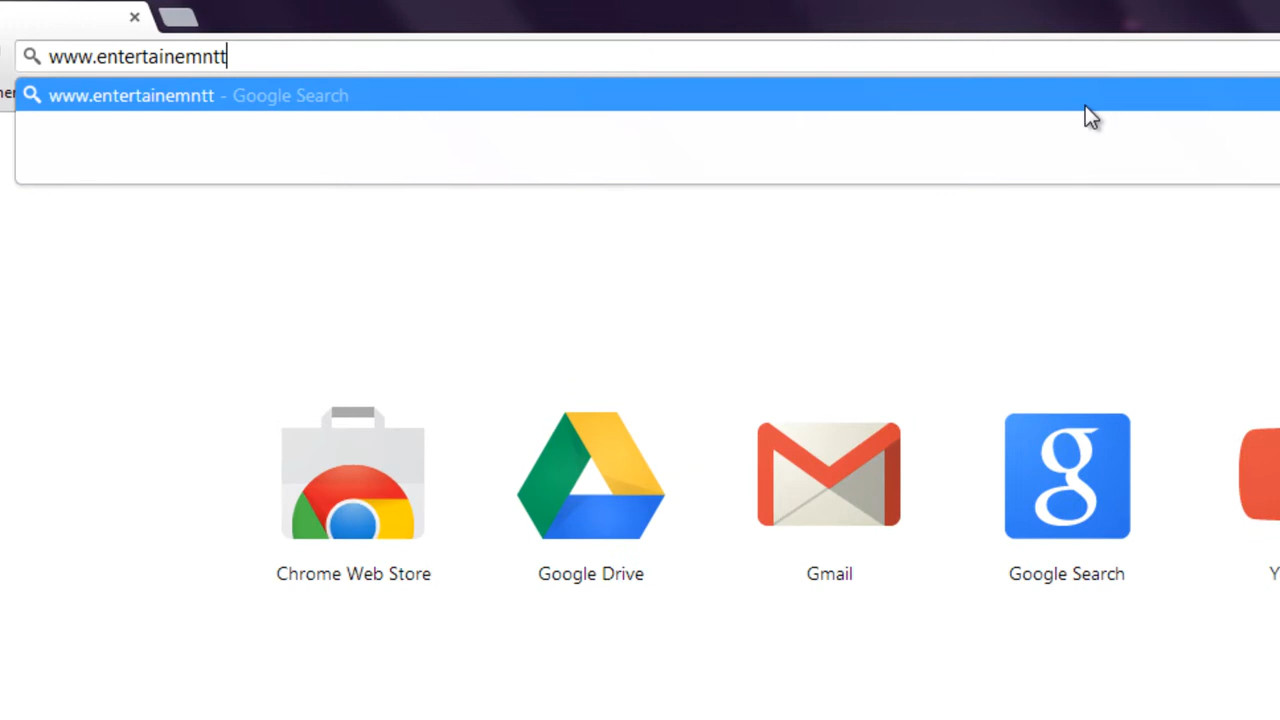 www.entertainemntt
www.entertainemntt - Google Search
Chrome Web Store
Google Drive
Gmail
Google Search